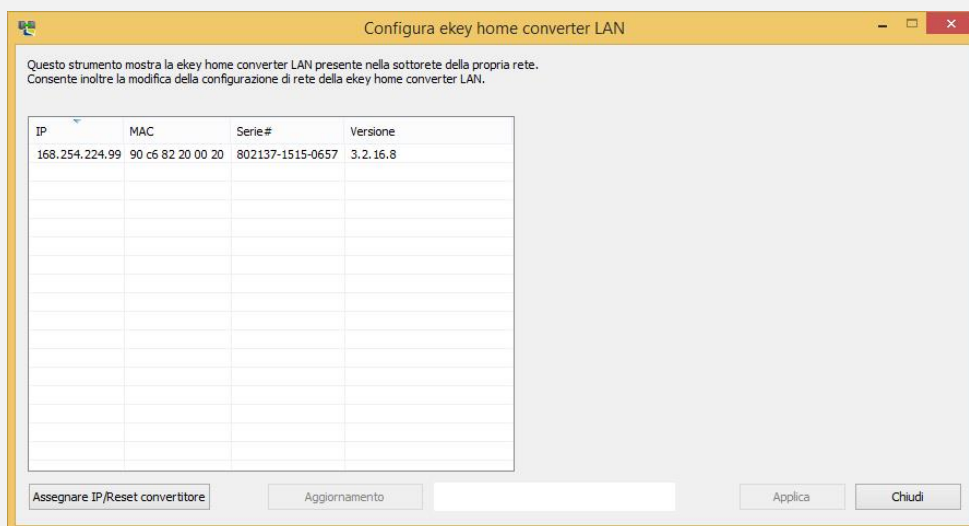 Configura ekey home converter LAN
Questo strumento mostra la ekey home converter LAN presente nella sottorete della propria rete.
Consente inoltre la modifica della configurazione di rete della ekey home converter LAN.
IP MAC Serie# Versione
168.254.224.99 90 c6 82 20 00 20 802137-1515-0657 3.2.16.8
Assegnare IP/Reset convertitore Aggiornamento Applica Chiudi